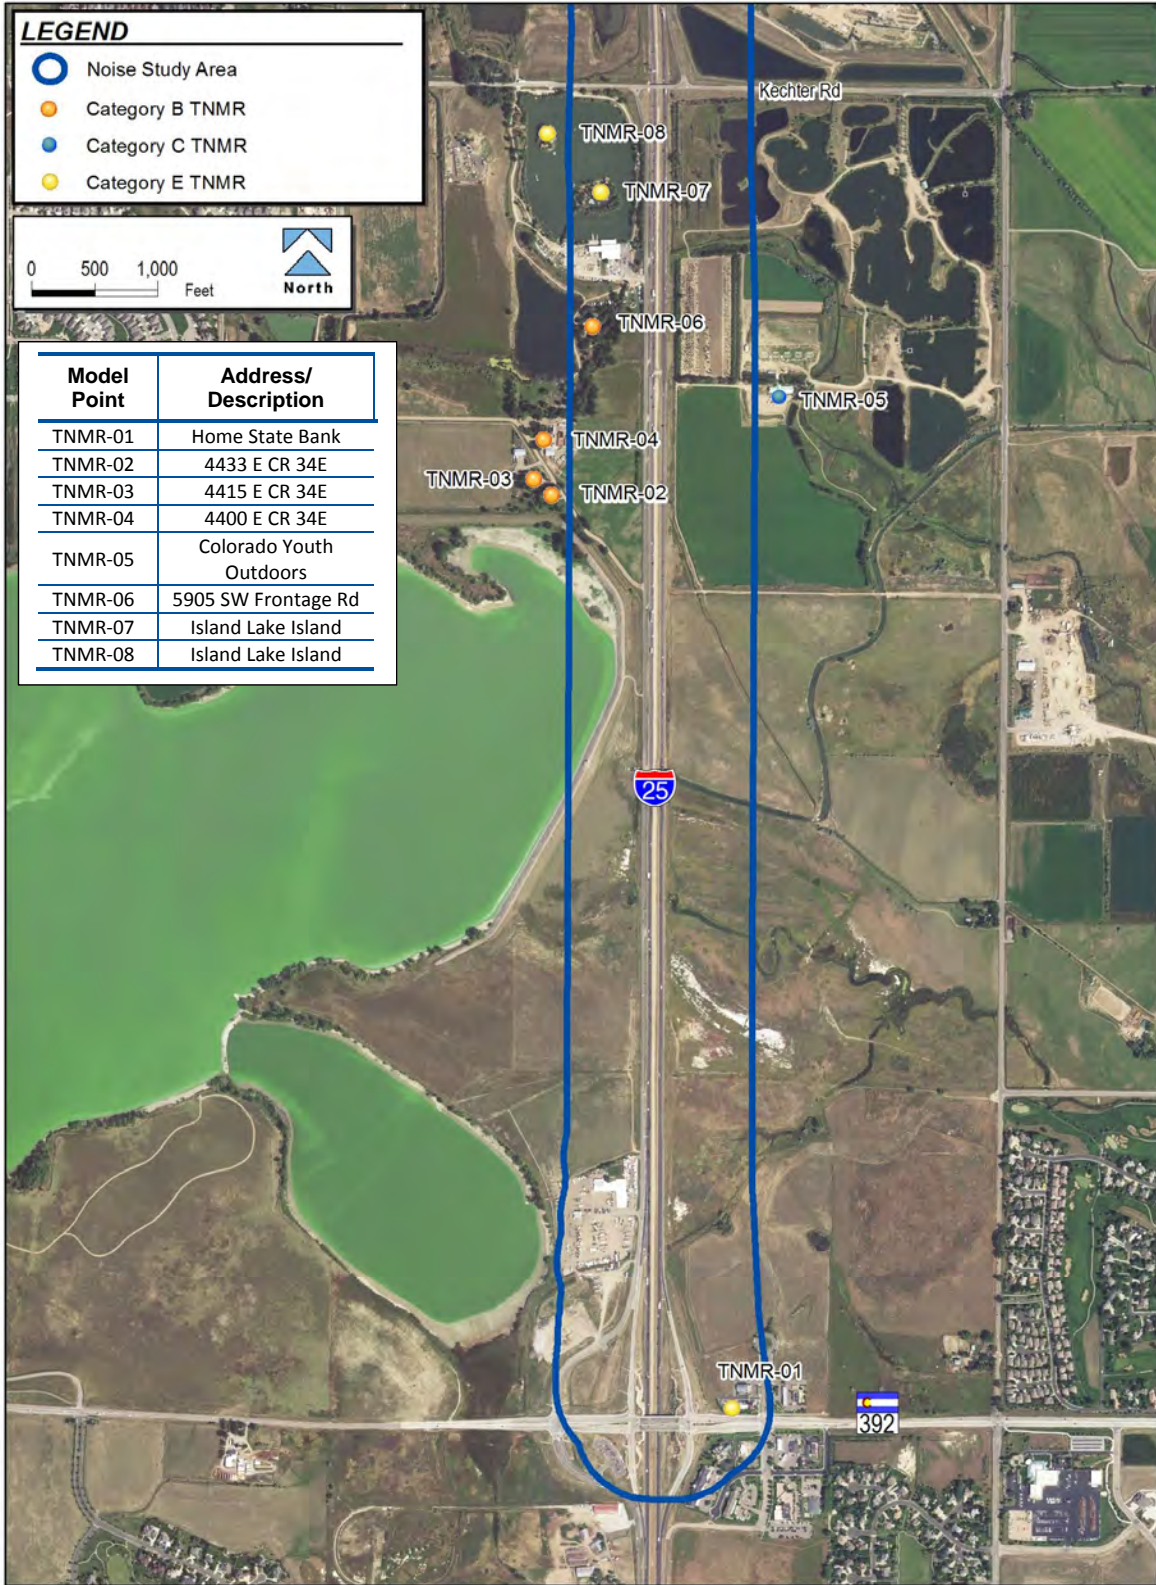 LEGEND
Noise Study Area
Category B TNMR
Category C TNMR
Category E TNMR
0 500 1,000
Feet
North
Model Point
Address/ Description
TNMR-01 Home State Bank
TNMR-02 4433 E CR 34E
TNMR-03 4415 E CR 34E
TNMR-04 4400 E CR 34E
TNMR-05 Colorado Youth Outdoors
TNMR-06 5905 SW Frontage Rd
TNMR-07 Island Lake Island
TNMR-08 Island Lake Island
Kechter Rd
TNMR-08
TNMR-07
TNMR-06
TNMR-05
TNMR-04
TNMR-03
TNMR-02
25
TNMR-01
392